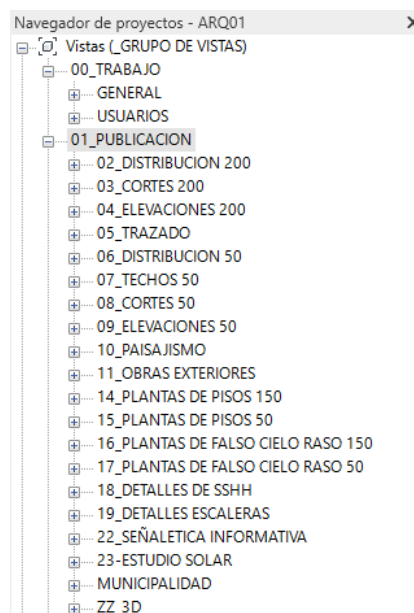 Navegador de proyectos - ARQ01
Vistas (_GRUPO DE VISTAS)
00_TRABAJO
GENERAL
USUARIOS
01_PUBLICACION
02_DISTRIBUCION 200
03_CORTES 200
04_ELEVACIONES 200
05_TRAZADO
06_DISTRIBUCION 50
07_TECHOS 50
08_CORTES 50
09_ELEVACIONES 50
10_PAISAJISMO
11_OBRAS EXTERIORES
14_PLANTAS DE PISOS 150
15_PLANTAS DE PISOS 50
16_PLANTAS DE FALSO CIELO RASO 150
17_PLANTAS DE FALSO CIELO RASO 50
18_DETALLES DE SSHH
19_DETALLES ESCALERAS
22_SEÑALETICA INFORMATIVA
23-ESTUDIO SOLAR
MUNICIPALIDAD
ZZ_3D